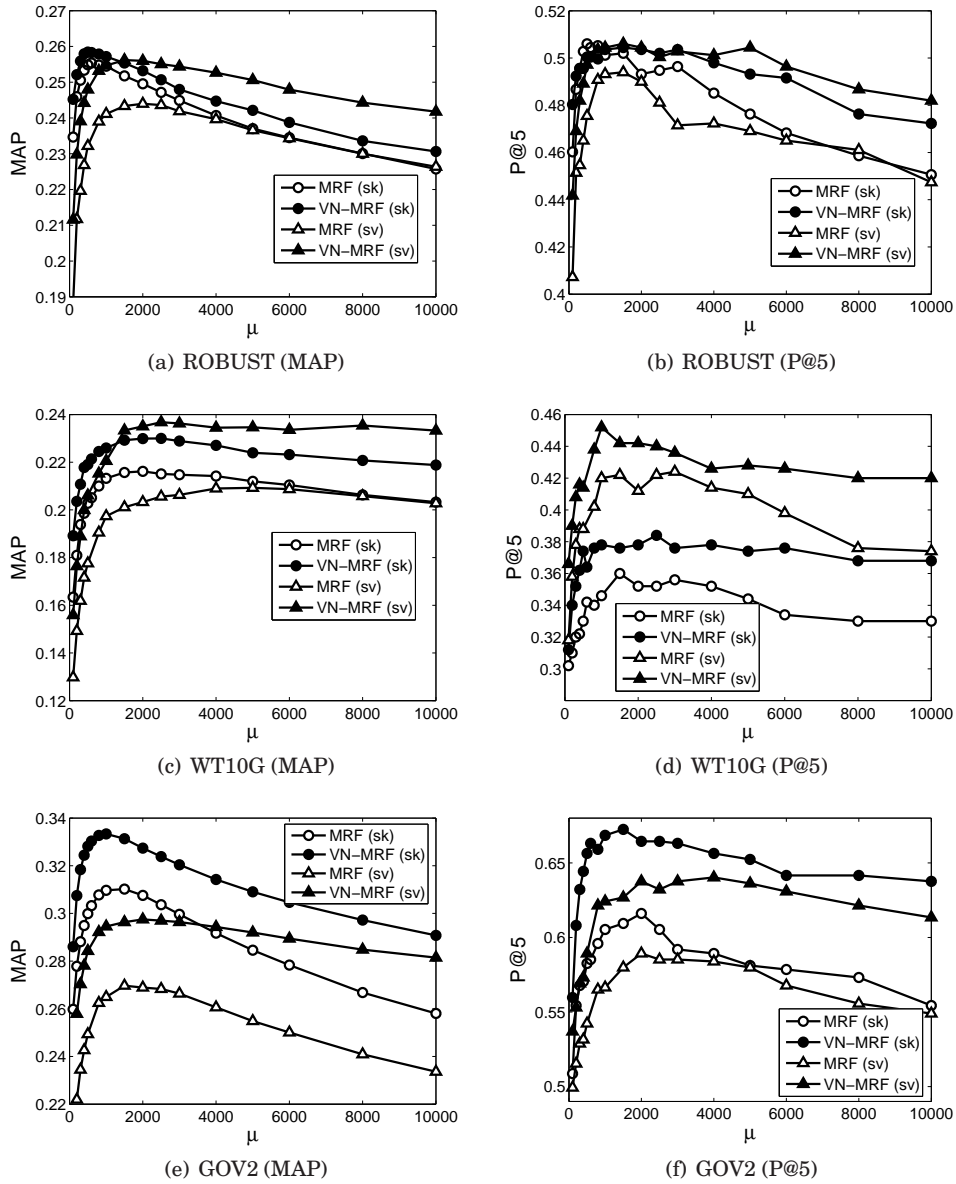 0.27
0.26
0.25
0.24
0.23
0.22
0.21
0.2
0.19
MAP
0 2000 4000 6000 8000 10000
μ
MRF (sk)
VN−MRF (sk)
MRF (sv)
VN−MRF (sv)
(a) ROBUST (MAP)
0.52
0.5
0.48
0.46
0.44
0.42
0.4
P@5
0 2000 4000 6000 8000 10000
μ
MRF (sk)
VN−MRF (sk)
MRF (sv)
VN−MRF (sv)
(b) ROBUST (P@5)
0.24
0.22
0.2
0.18
0.16
0.14
0.12
MAP
0 2000 4000 6000 8000 10000
μ
MRF (sk)
VN−MRF (sk)
MRF (sv)
VN−MRF (sv)
(c) WT10G (MAP)
0.46
0.44
0.42
0.4
0.38
0.36
0.34
0.32
0.3
P@5
0 2000 4000 6000 8000 10000
μ
MRF (sk)
VN−MRF (sk)
MRF (sv)
VN−MRF (sv)
(d) WT10G (P@5)
0.34
0.32
0.3
0.28
0.26
0.24
0.22
MAP
0 2000 4000 6000 8000 10000
μ
MRF (sk)
VN−MRF (sk)
MRF (sv)
VN−MRF (sv)
(e) GOV2 (MAP)
0.65
0.6
0.55
0.5
P@5
0 2000 4000 6000 8000 10000
μ
MRF (sk)
VN−MRF (sk)
MRF (sv)
VN−MRF (sv)
(f) GOV2 (P@5)